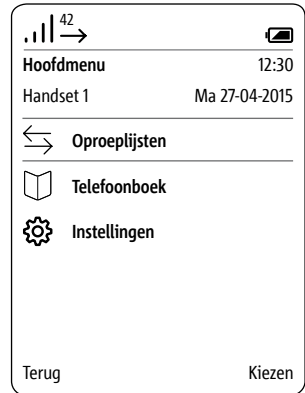 42
Hoofdmenu 12:30
Handset 1 Ma 27-04-2015
Oproeplijsten
Telefoonboek
Instellingen
Terug Kiezen